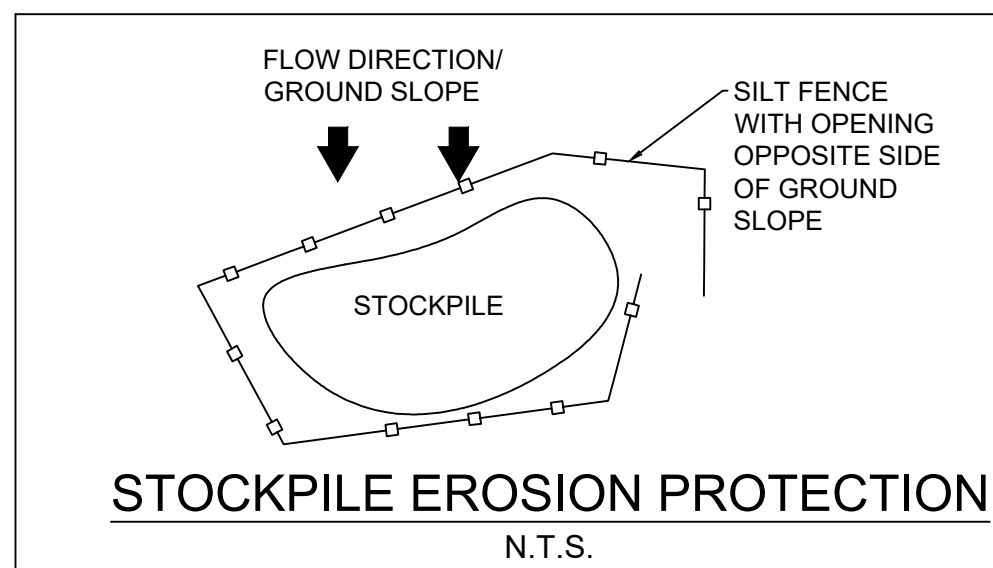 FLOW DIRECTION/
GROUND SLOPE
SILT FENCE
WITH OPENING
OPPOSITE SIDE
OF GROUND
SLOPE
STOCKPILE
STOCKPILE EROSION PROTECTION
N.T.S.